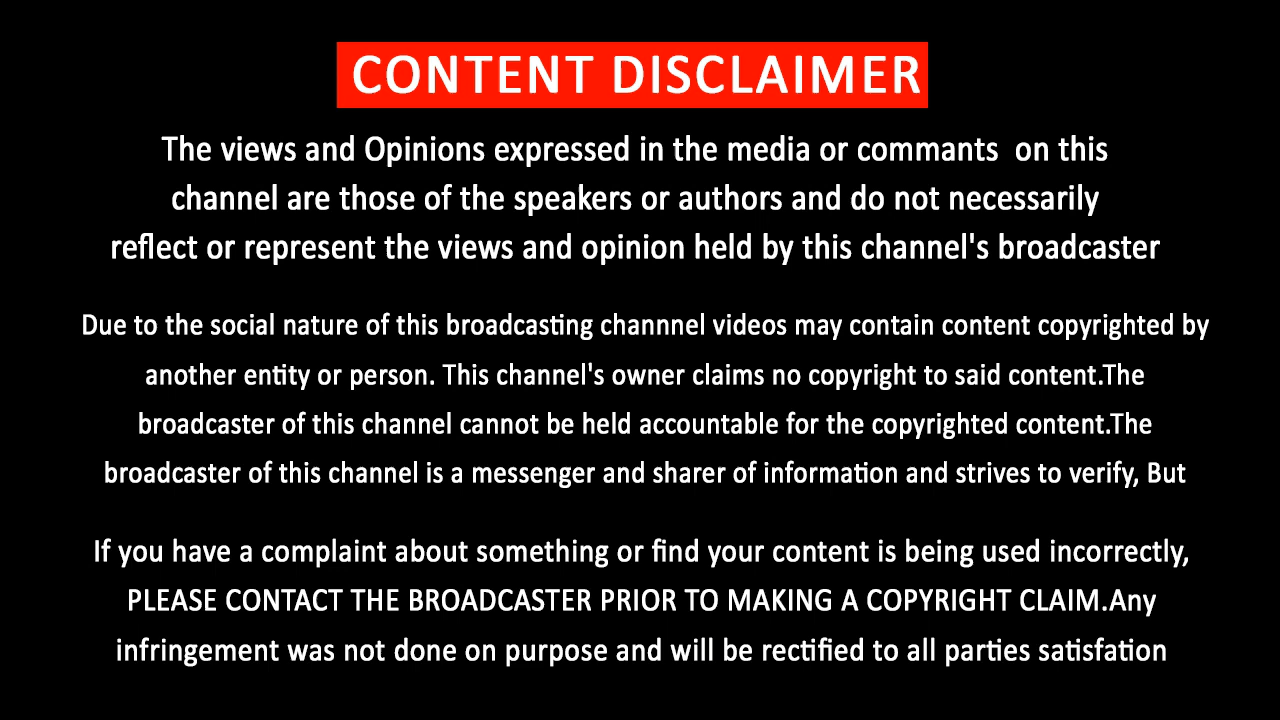 CONTENT DISCLAIMER
The views and Opinions expressed in the media or commants  on this
channel are those of the speakers or authors and do not necessarily
reflect or represent the views and opinion held by this channel's broadcaster
Due to the social nature of this broadcasting channnel videos may contain content copyrighted by
another entity or person. This channel's owner claims no copyright to said content.The
broadcaster of this channel cannot be held accountable for the copyrighted content.The
broadcaster of this channel is a messenger and sharer of information and strives to verify, But
If you have a complaint about something or find your content is being used incorrectly,
PLEASE CONTACT THE BROADCASTER PRIOR TO MAKING A COPYRIGHT CLAIM.Any
infringement was not done on purpose and will be rectified to all parties satisfation